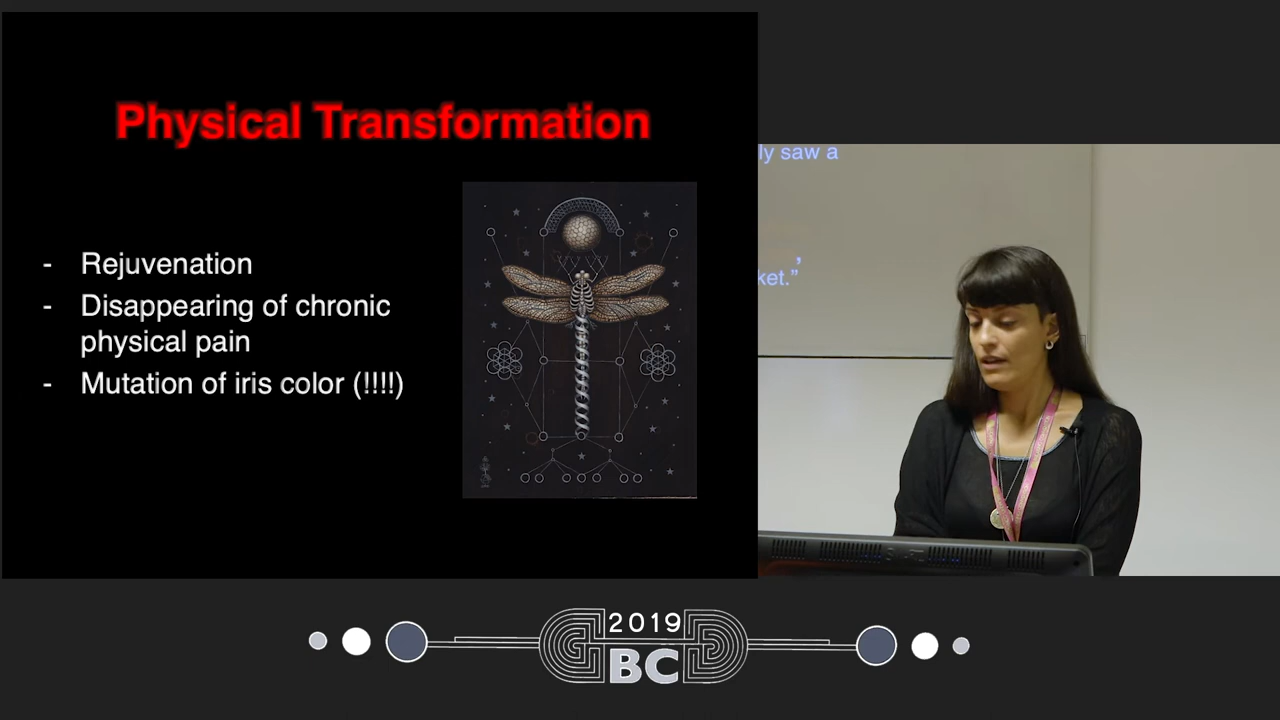 Physical Transformation
- Rejuvenation
- Disappearing of chronic
physical pain
- Mutation of iris color (!!!!)
ly saw a
ket.”
2019
BC